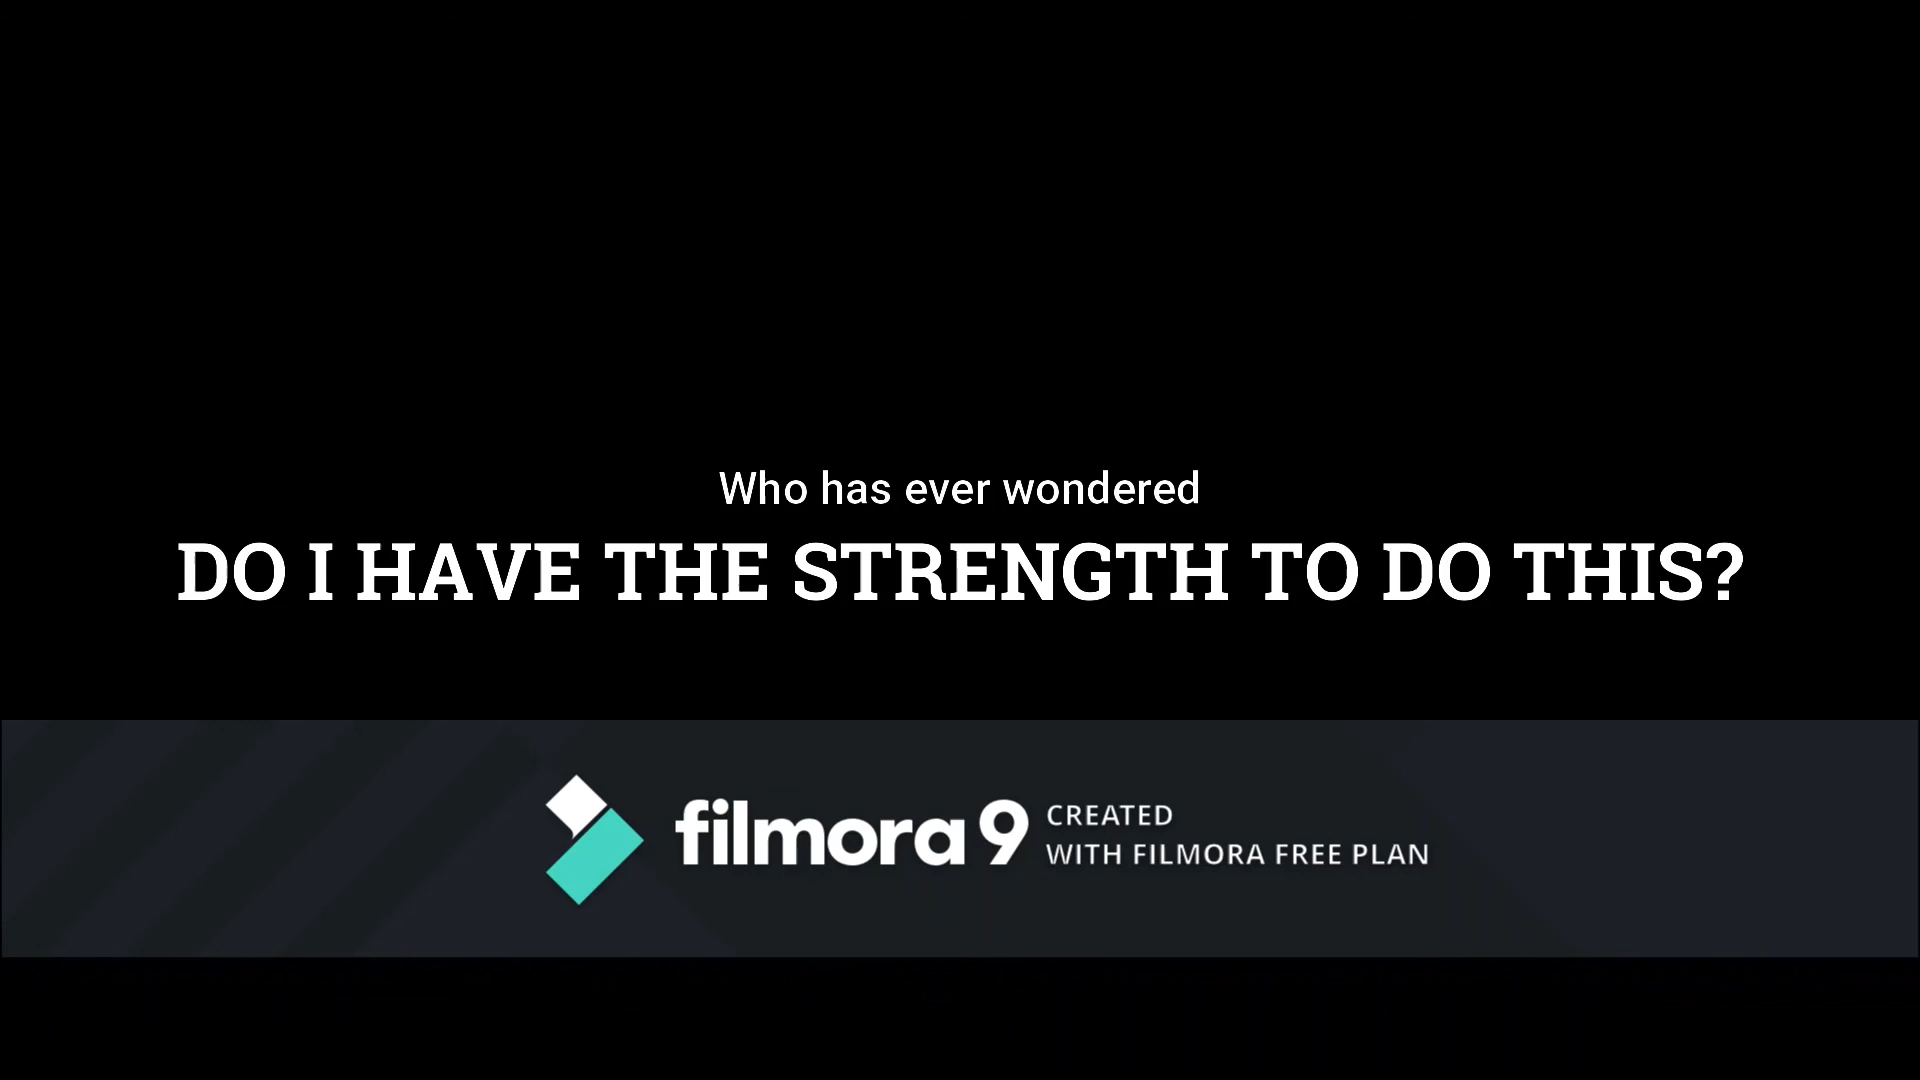 Who has ever wondered
DO I HAVE THE STRENGTH TO DO THIS?
filmora 9
CREATED
WITH FILMORA FREE PLAN